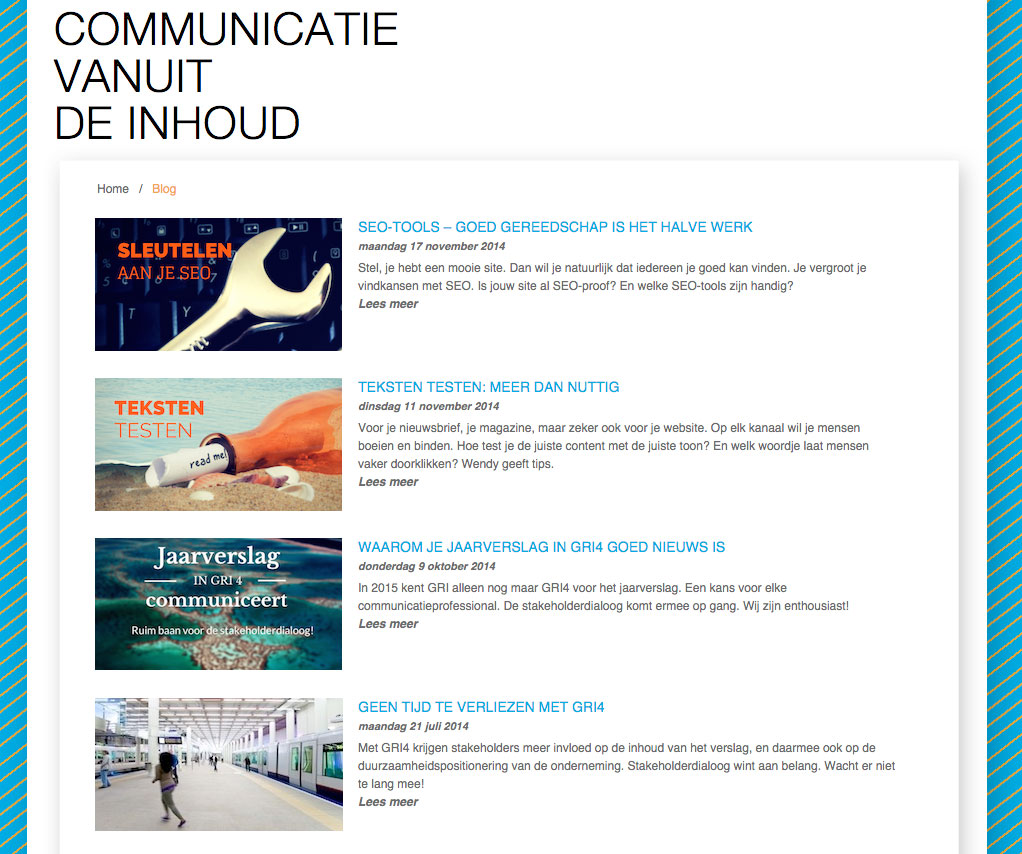 COMMUNICATIE
VANUIT
DE INHOUD
Home / Blog
SLEUTELEN
AAN JE SEO
SEO-TOOLS – GOED GEREEDSCHAP IS HET HALVE WERK
maandag 17 november 2014
Stel, je hebt een mooie site. Dan wil je natuurlijk dat iedereen je goed kan vinden. Je vergroot je
vindkansen met SEO. Is jouw site al SEO-proof? En welke SEO-tools zijn handig?
Lees meer
TEKSTEN
TESTEN
read me!
TEKSTEN TESTEN: MEER DAN NUTTIG
dinsdag 11 november 2014
Voor je nieuwsbrief, je magazine, maar zeker ook voor je website. Op elk kanaal wil je mensen
boeien en binden. Hoe test je de juiste content met de juiste toon? En welk woordje laat mensen
vaker doorklikken? Wendy geeft tips.
Lees meer
Jaarverslag
IN GRI 4
communiceert
Ruim baan voor de stakeholderdialoog!
WAAROM JE JAARVERSLAG IN GRI4 GOED NIEUWS IS
donderdag 9 oktober 2014
In 2015 kent GRI alleen nog maar GRI4 voor het jaarverslag. Een kans voor elke
communicatieprofessional. De stakeholderdialoog komt ermee op gang. Wij zijn enthousiast!
Lees meer
GEEN TIJD TE VERLIEZEN MET GRI4
maandag 21 juli 2014
Met GRI4 krijgen stakeholders meer invloed op de inhoud van het verslag, en daarmee ook op de
duurzaamheidspositionering van de onderneming. Stakeholderdialoog wint aan belang. Wacht er niet
te lang mee!
Lees meer